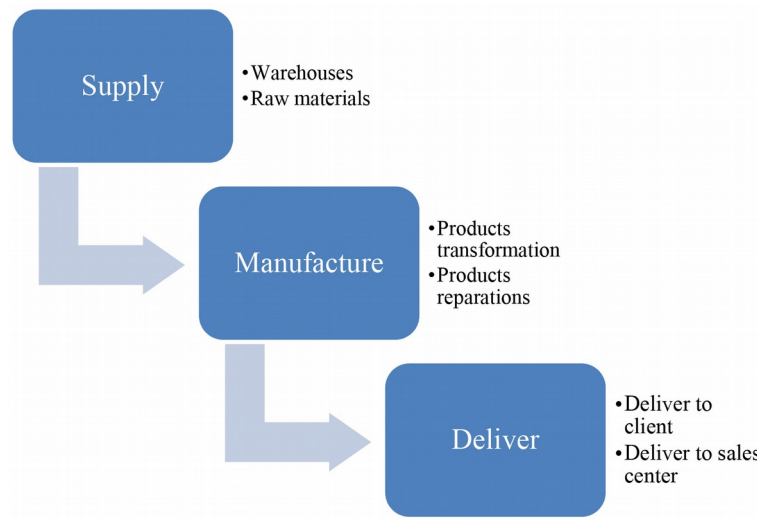 Supply
•Warehouses
•Raw materials
Manufacture
•Products
transformation
•Products
reparations
Deliver
•Deliver to
client
•Deliver to sales
center